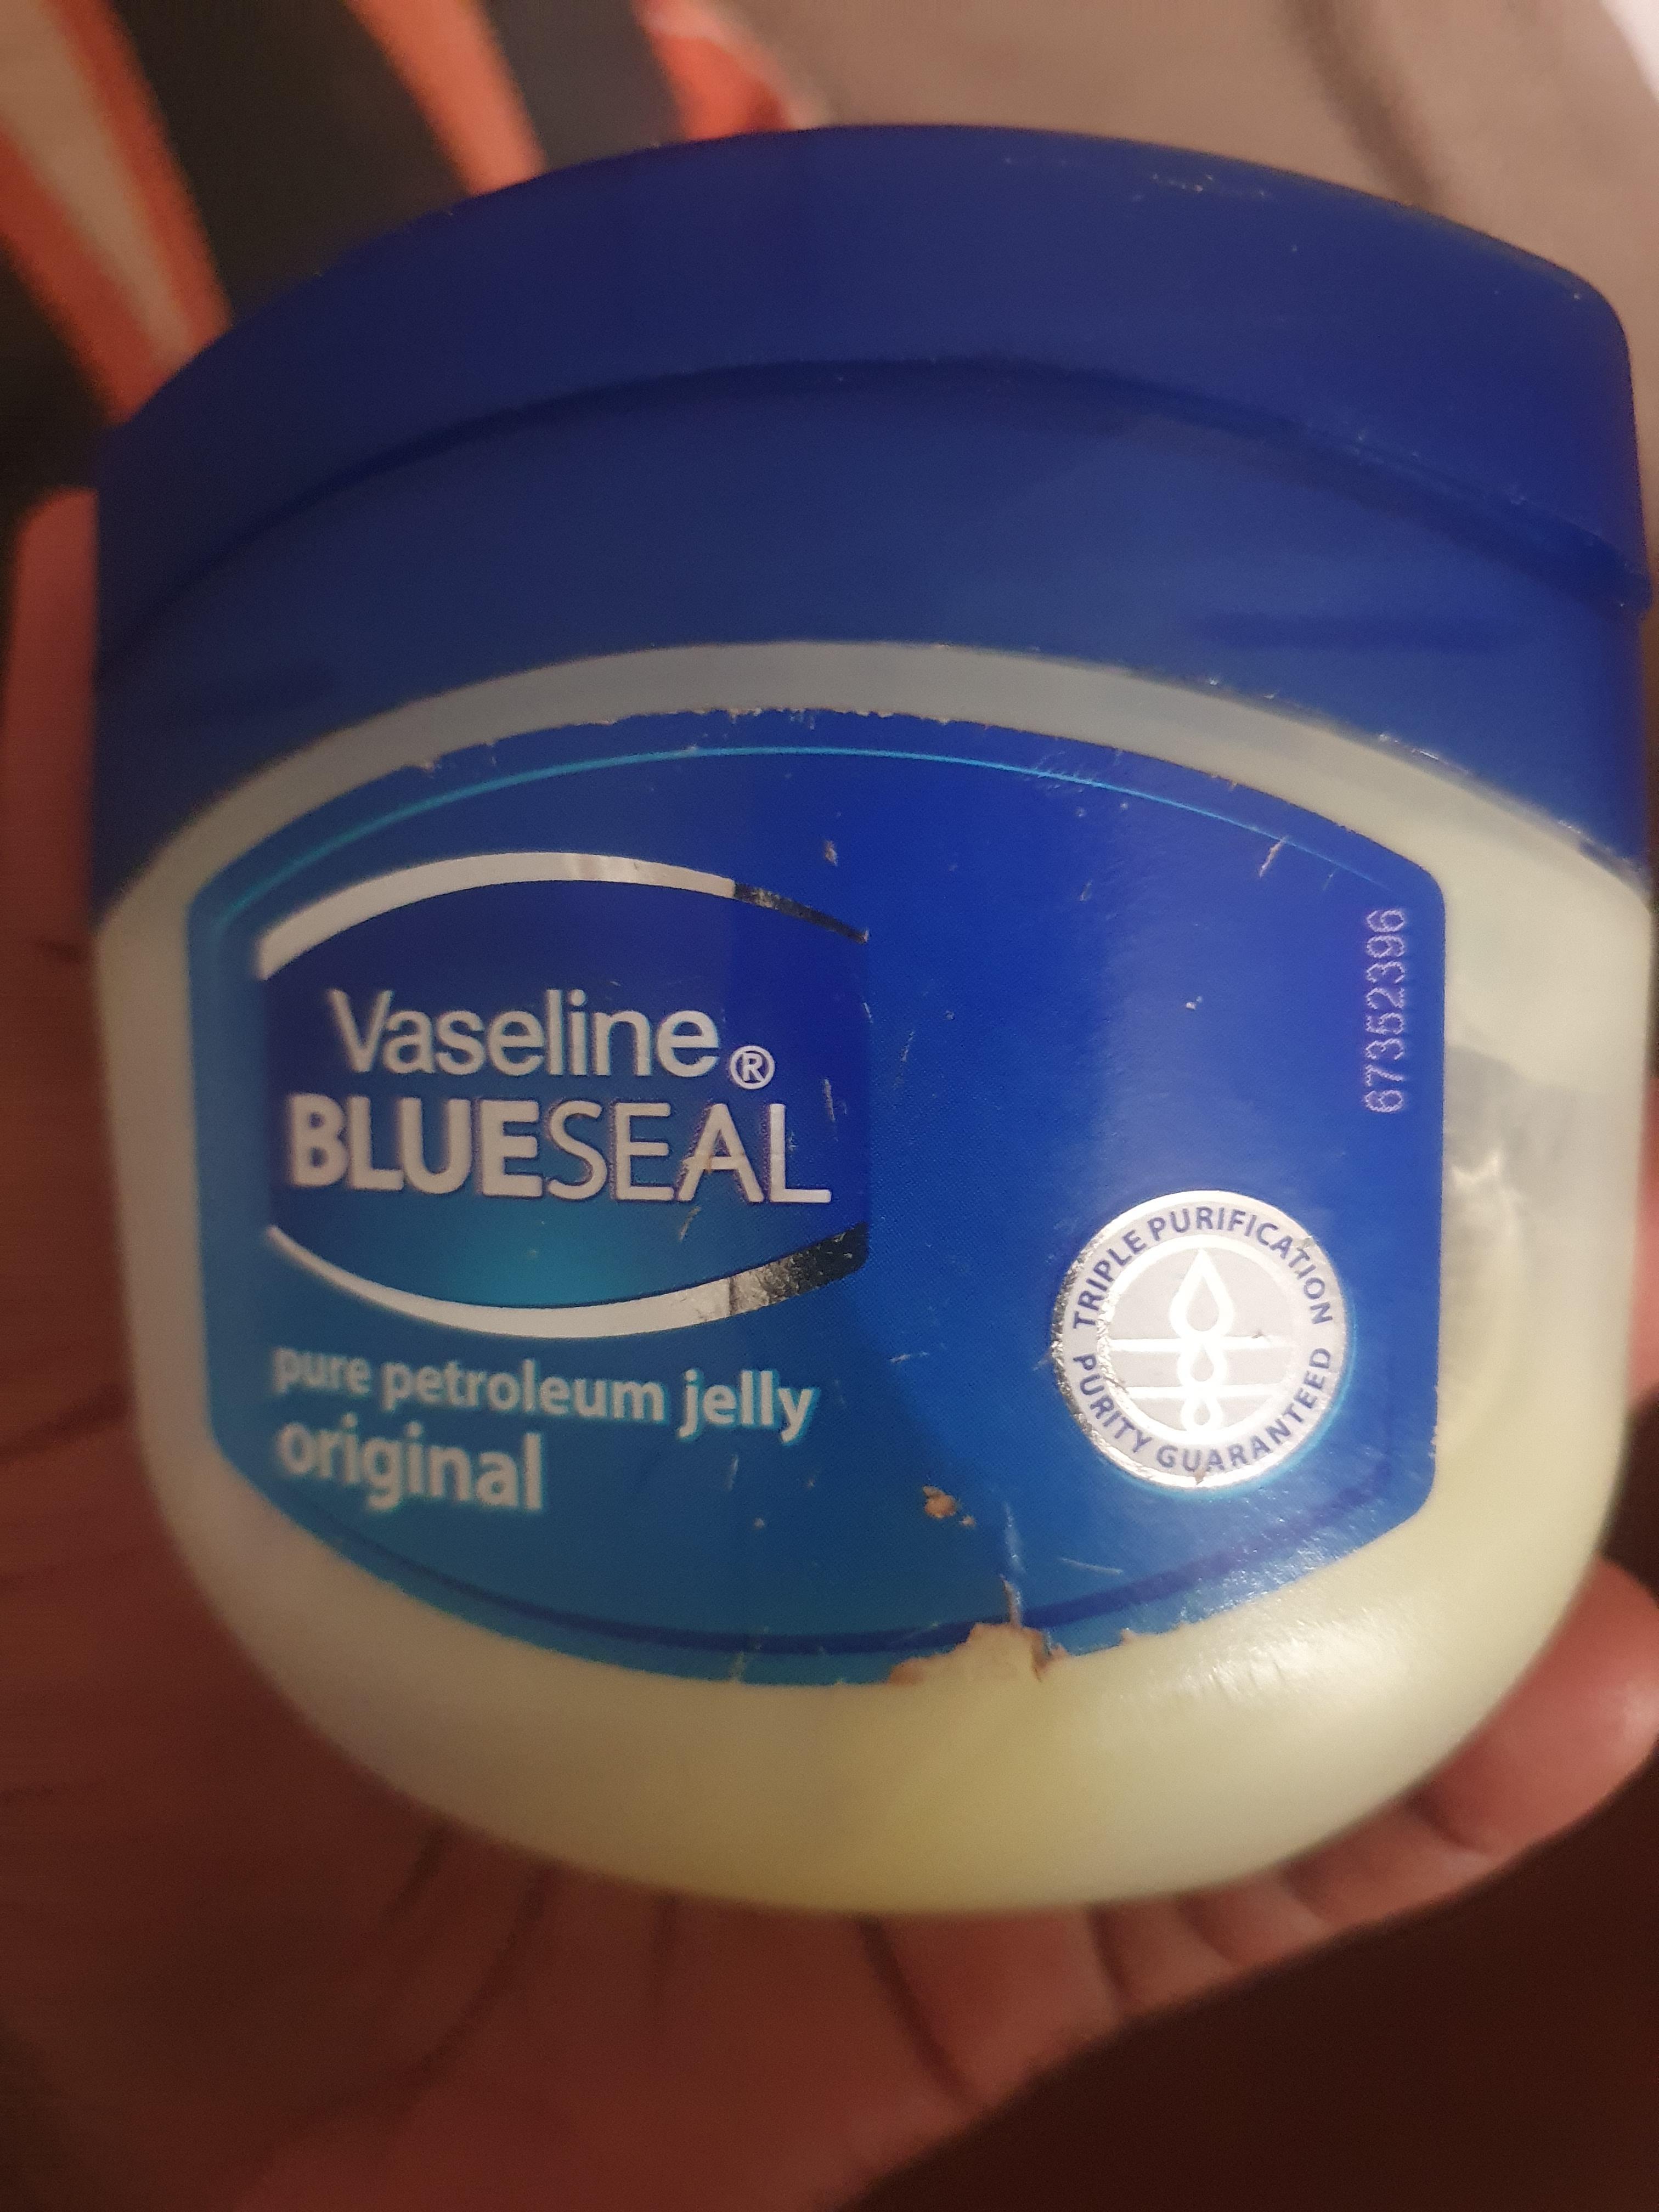 Vaseline®
BLUESEAL
pure petroleum jelly
original
67352396
TRIPLE PURIFICATION
PURITY GUARANTEED